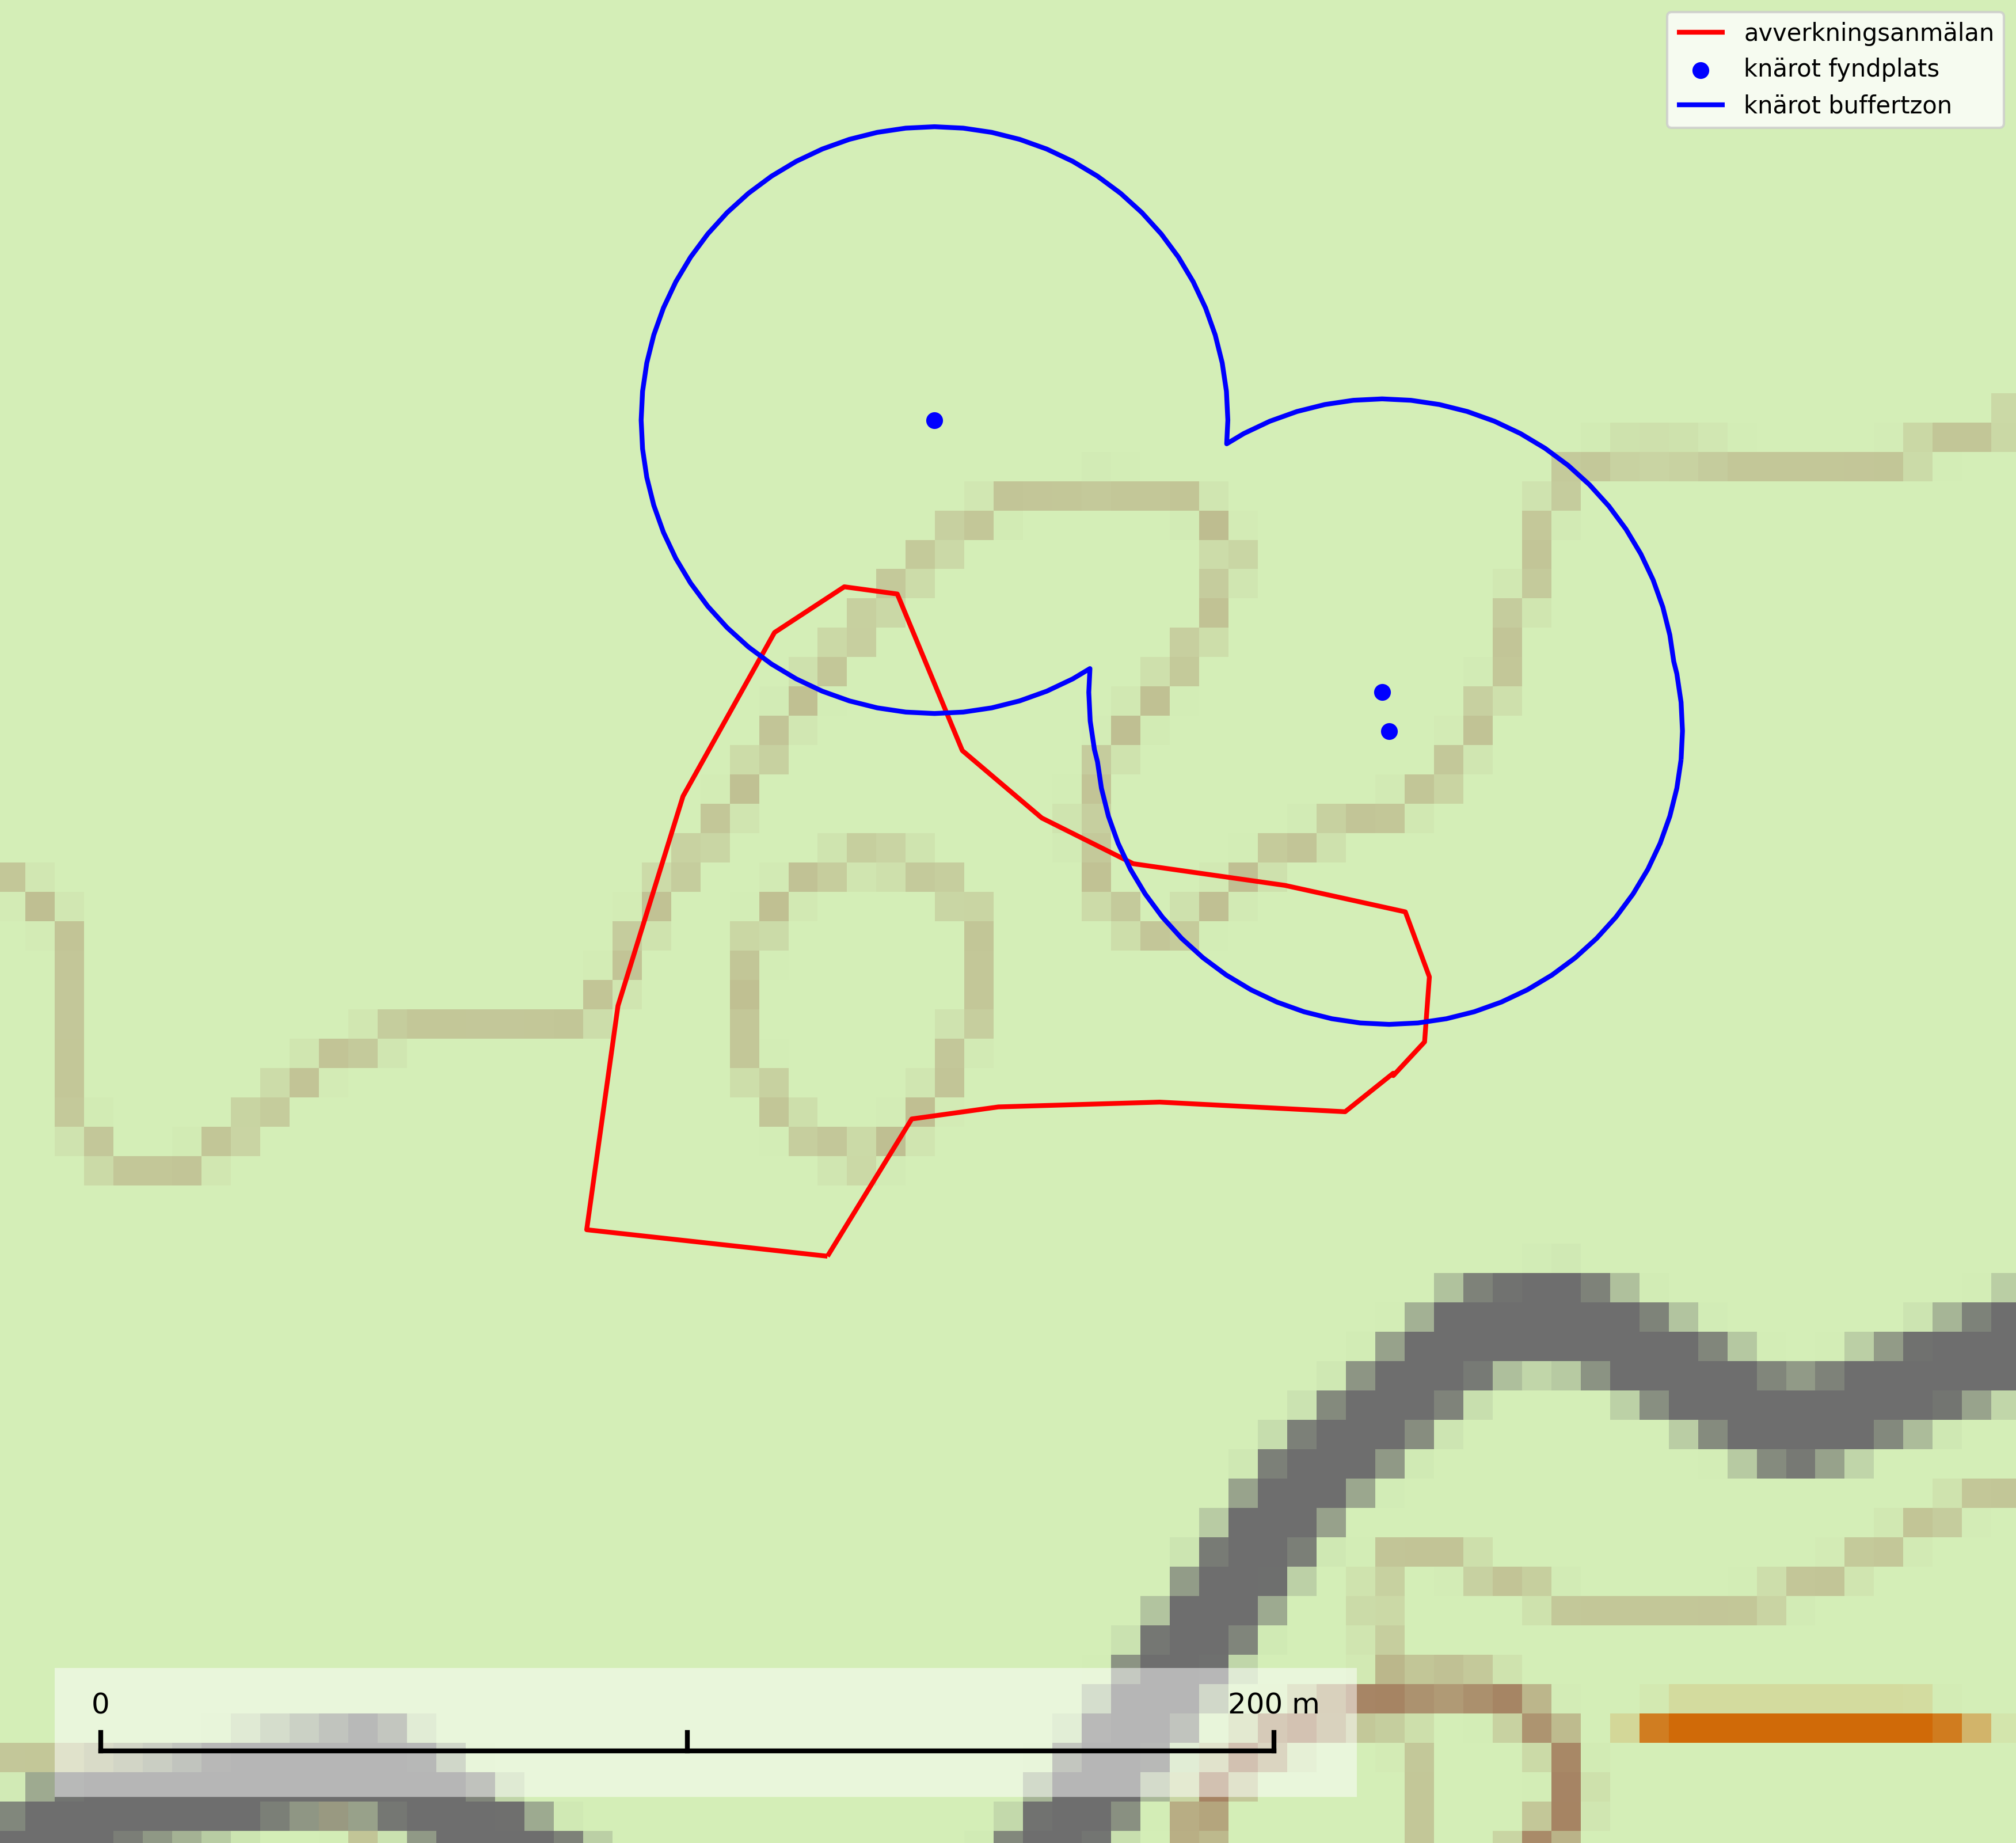 avverkningsanmälan
knärot fyndplats
knärot buffertzon
0
200 m